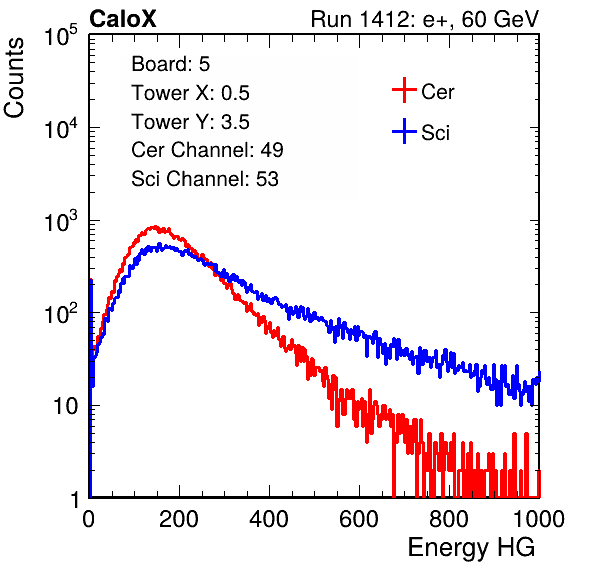 CaloX Run 1412: e+, 60 GeV
Counts
Board: 5
Tower X: 0.5
Tower Y: 3.5
Cer Channel: 49
Sci Channel: 53
Cer
Sci
10^5
10^4
10^3
10^2
10
1
0 200 400 600 800 1000
Energy HG